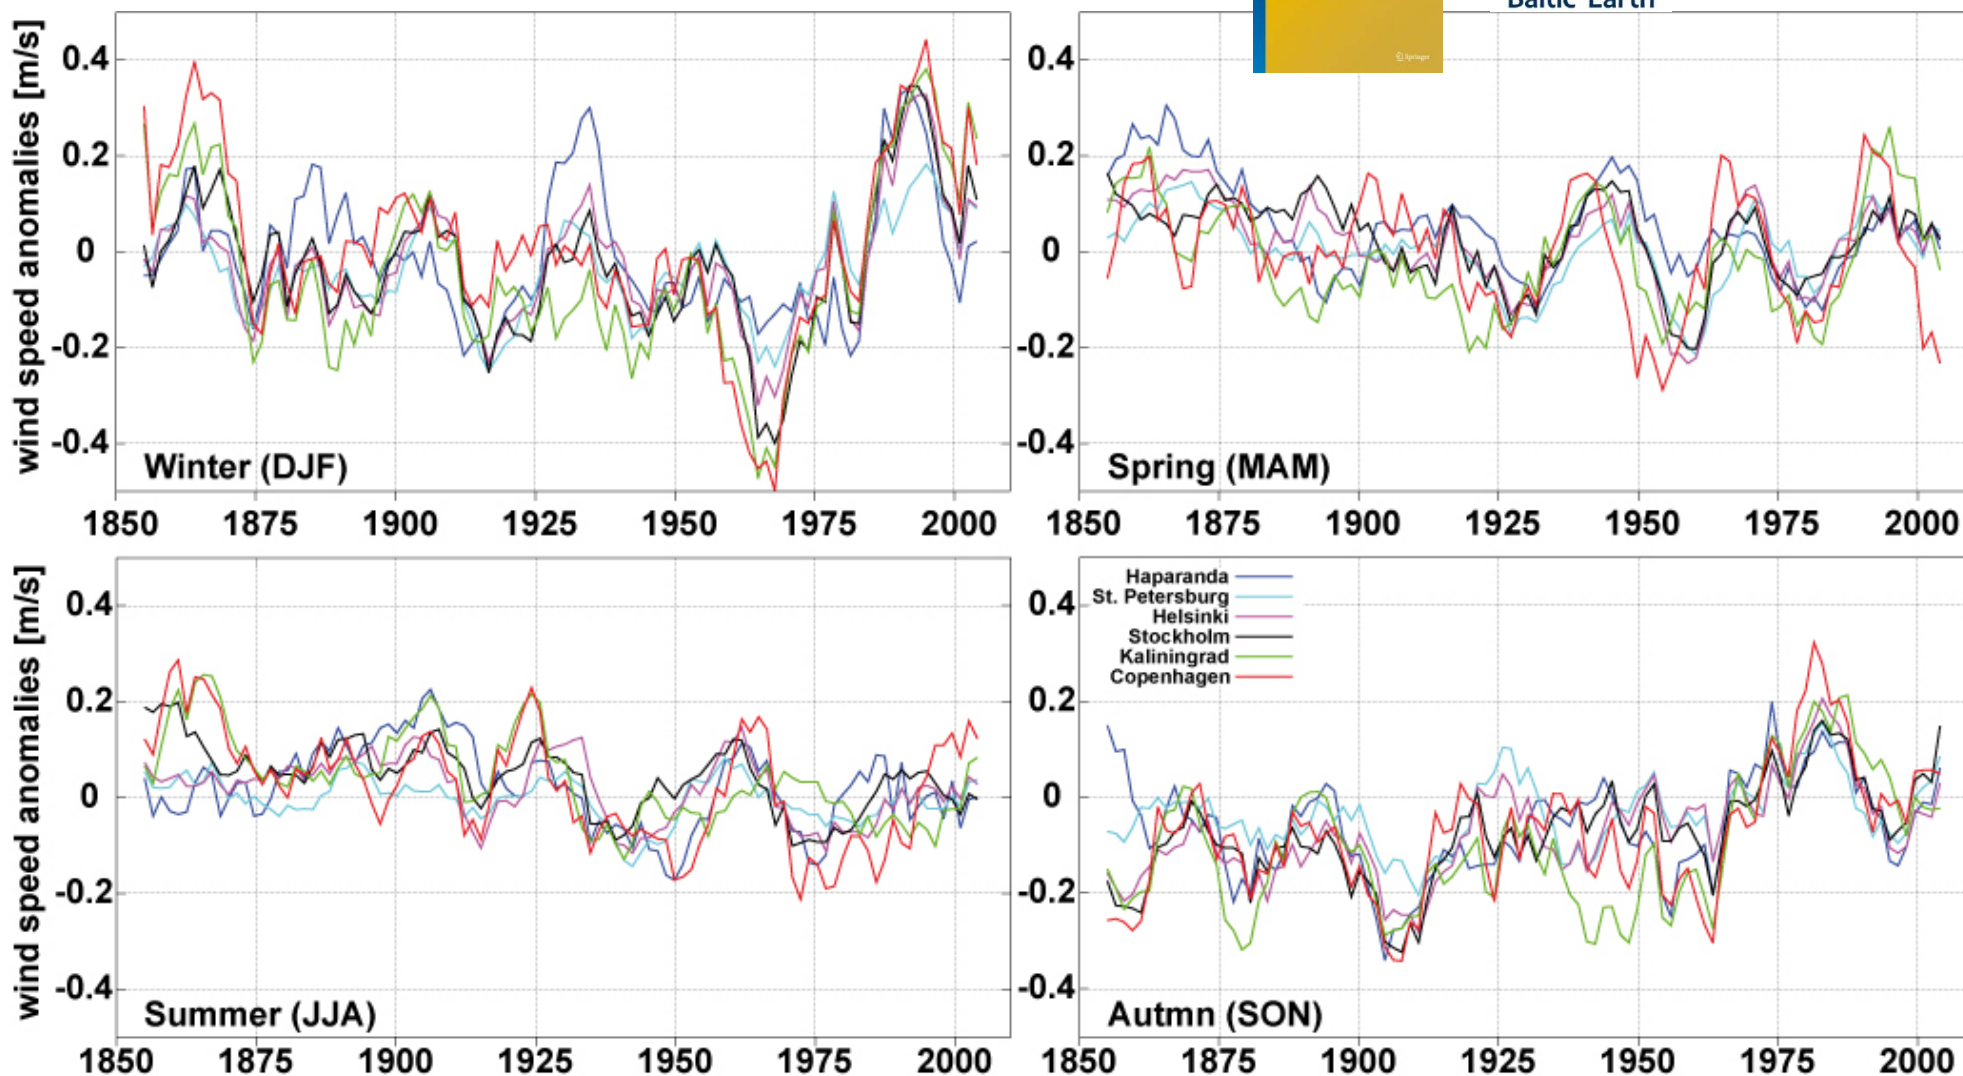 Baltic Earth
Springer
wind speed anomalies [m/s]
0.4
0.2
0
-0.2
-0.4
Winter (DJF)
1850 1875 1900 1925 1950 1975 2000
0.4
0.2
0
-0.2
-0.4
Spring (MAM)
1850 1875 1900 1925 1950 1975 2000
wind speed anomalies [m/s]
0.4
0.2
0
-0.2
-0.4
Summer (JJA)
1850 1875 1900 1925 1950 1975 2000
Haparanda
St. Petersburg
Helsinki
Stockholm
Kaliningrad
Copenhagen
0.4
0.2
0
-0.2
-0.4
Autmn (SON)
1850 1875 1900 1925 1950 1975 2000